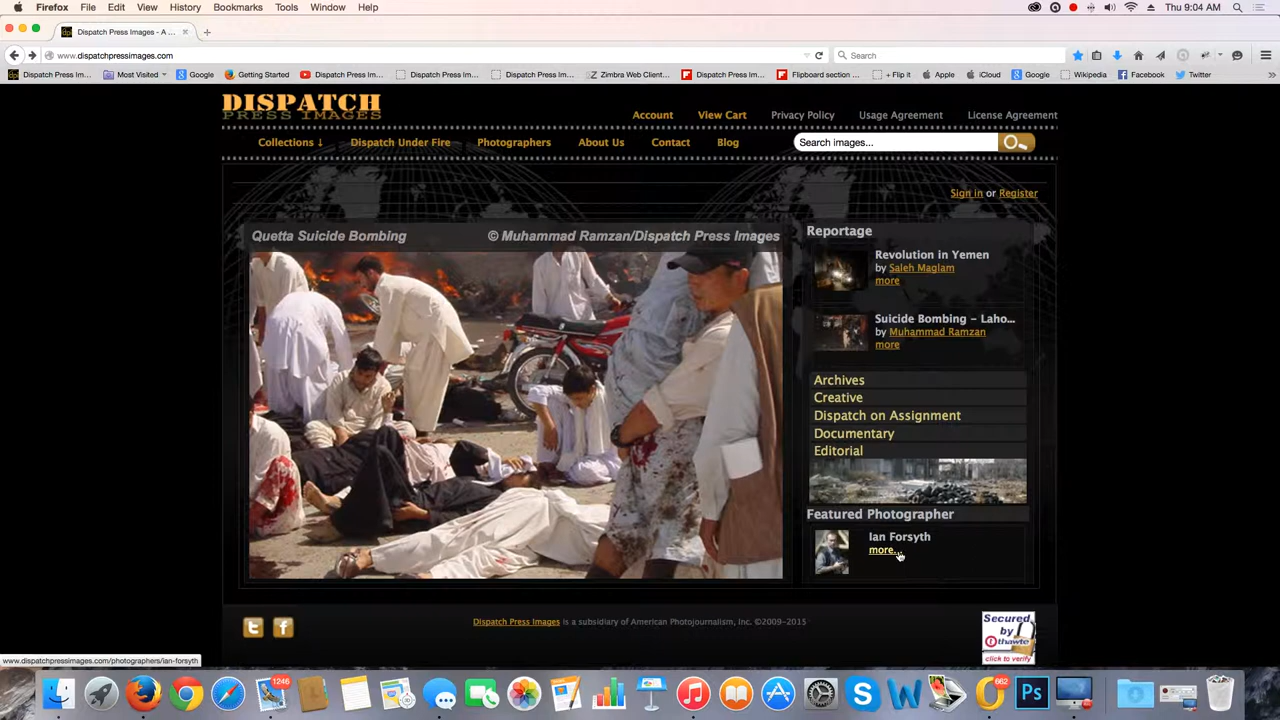 Firefox File Edit View History Bookmarks Tools Window Help Thu 9:04 AM
Dispatch Press Images - A ...
www.dispatchpressimages.com Search
Dispatch Press Im... Most Visited Google Getting Started Dispatch Press Im... Dispatch Press Im... Dispatch Press Im... Zimbra Web Client... Dispatch Press Im... Flipboard section ... + Flip it Apple iCloud Google Wikipedia Facebook Twitter
DISPATCH
PRESS IMAGES
Account View Cart Privacy Policy Usage Agreement License Agreement
Collections ↓ Dispatch Under Fire Photographers About Us Contact Blog Search images...
Sign in or Register
Quetta Suicide Bombing © Muhammad Ramzan/Dispatch Press Images
Reportage
Revolution in Yemen
by Saleh Maglam
more
Suicide Bombing - Laho...
by Muhammad Ramzan
more
Archives
Creative
Dispatch on Assignment
Documentary
Editorial
Featured Photographer
Ian Forsyth
more...
Dispatch Press Images is a subsidiary of American Photojournalism, Inc. ©2009-2015
Secured
by
thawte
click to verify
www.dispatchpressimages.com/photographers/ian-forsyth
1246
662
Ps